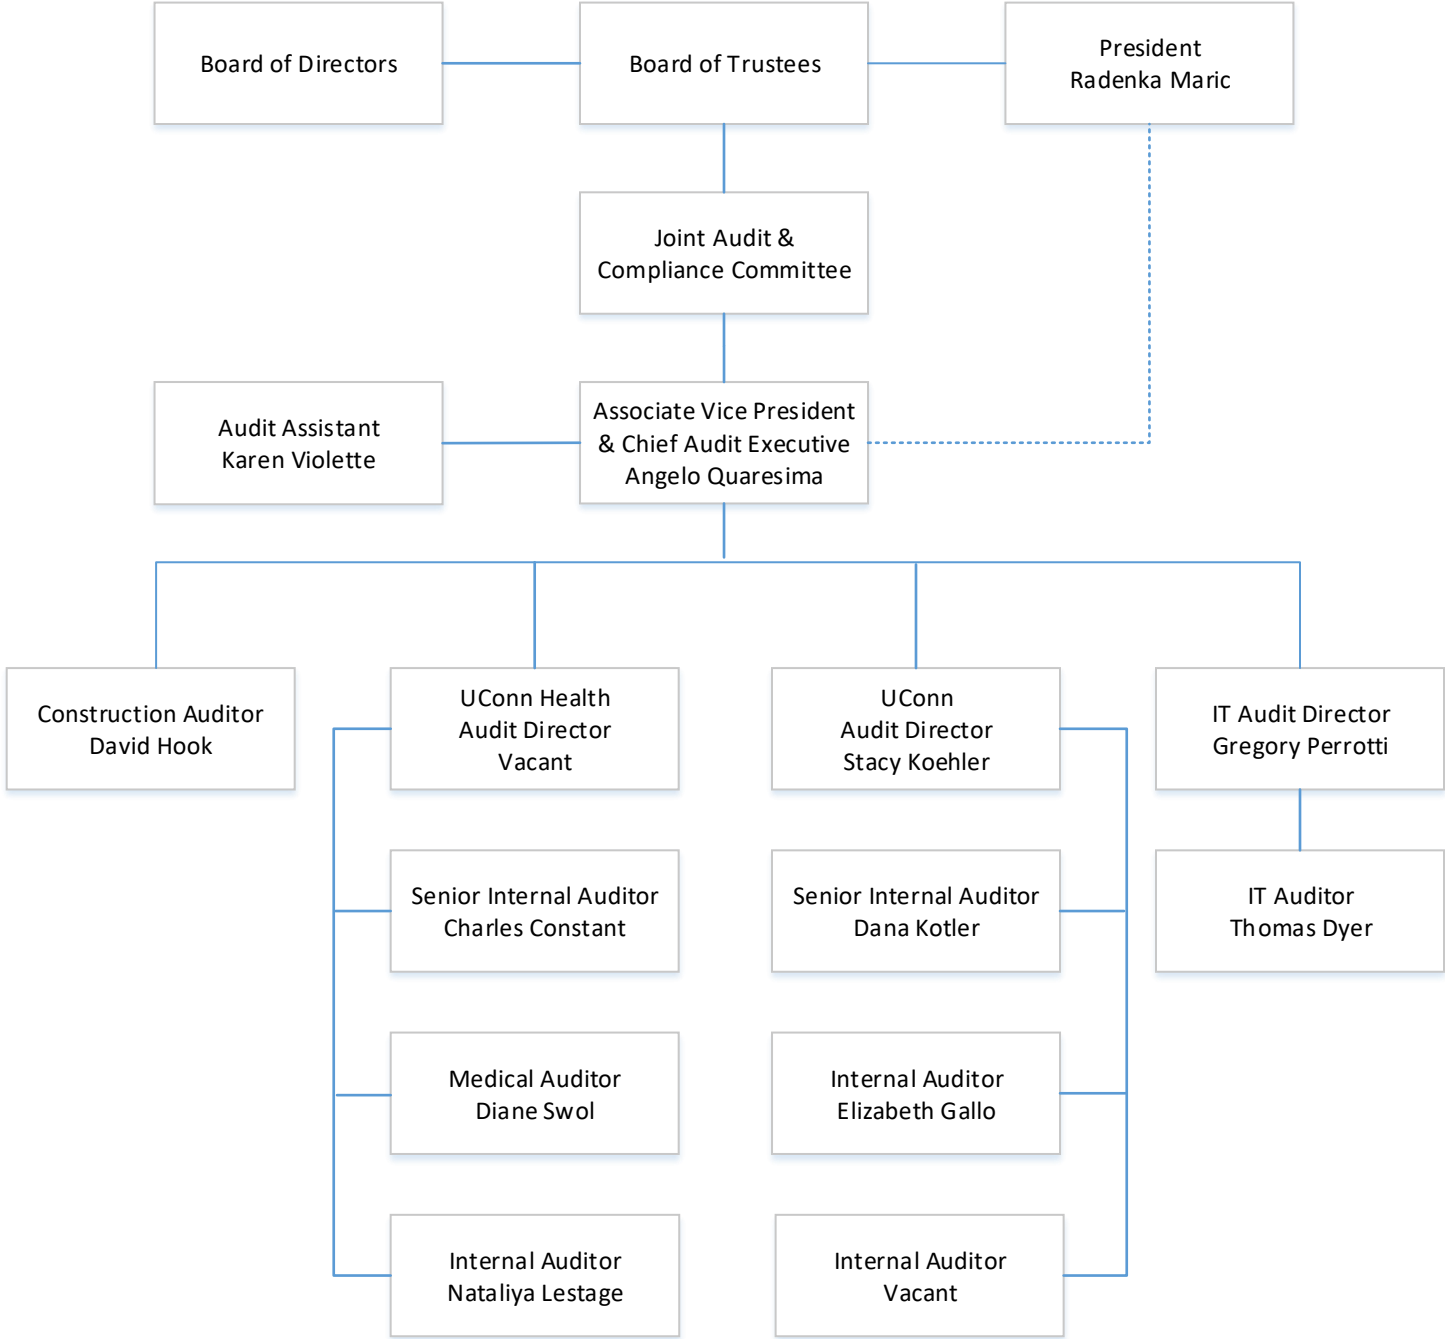 Board of Directors
Board of Trustees
President
Radenka Maric
Joint Audit &
Compliance Committee
Audit Assistant
Karen Violette
Associate Vice President
& Chief Audit Executive
Angelo Quaresima
Construction Auditor
David Hook
UConn Health
Audit Director
Vacant
UConn
Audit Director
Stacy Koehler
IT Audit Director
Gregory Perrotti
Senior Internal Auditor
Charles Constant
Senior Internal Auditor
Dana Kotler
IT Auditor
Thomas Dyer
Medical Auditor
Diane Swol
Internal Auditor
Elizabeth Gallo
Internal Auditor
Nataliya Lestage
Internal Auditor
Vacant